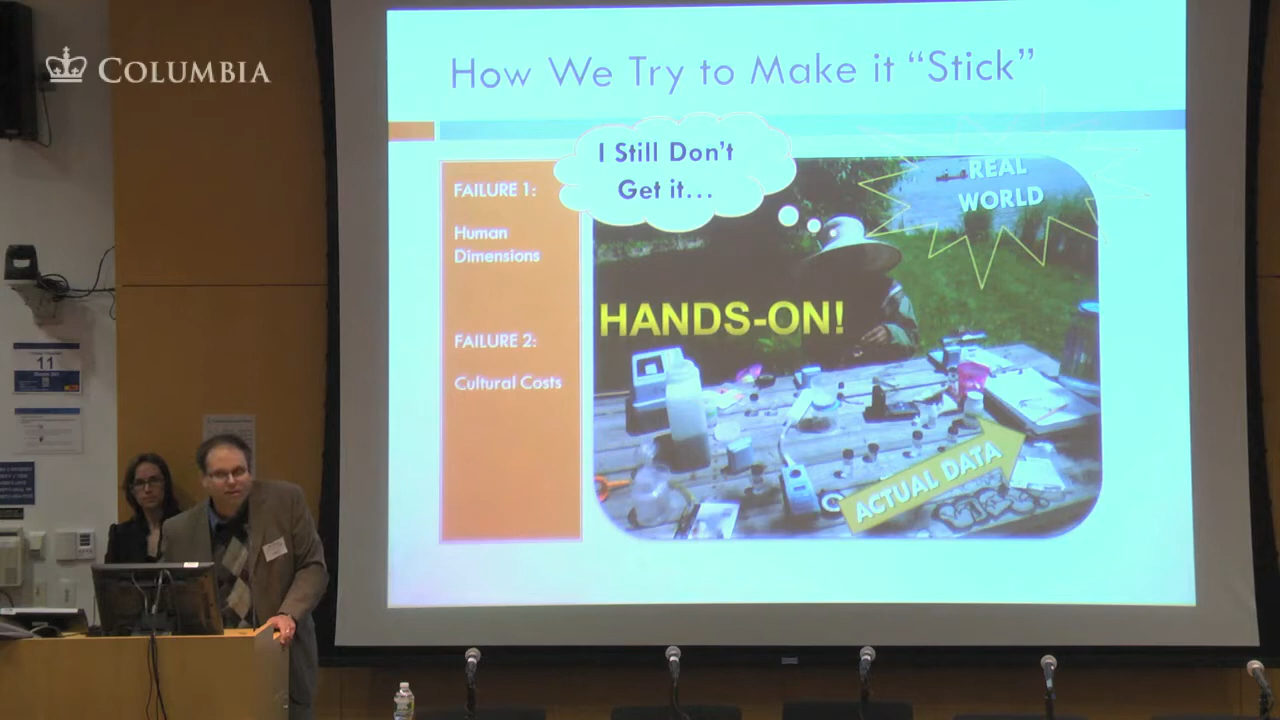 COLUMBIA
How We Try to Make it “Stick”
I Still Don't
Get it...
REAL
WORLD
FAILURE 1:
Human
Dimensions
HANDS-ON!
FAILURE 2:
Cultural Costs
ACTUAL DATA
11